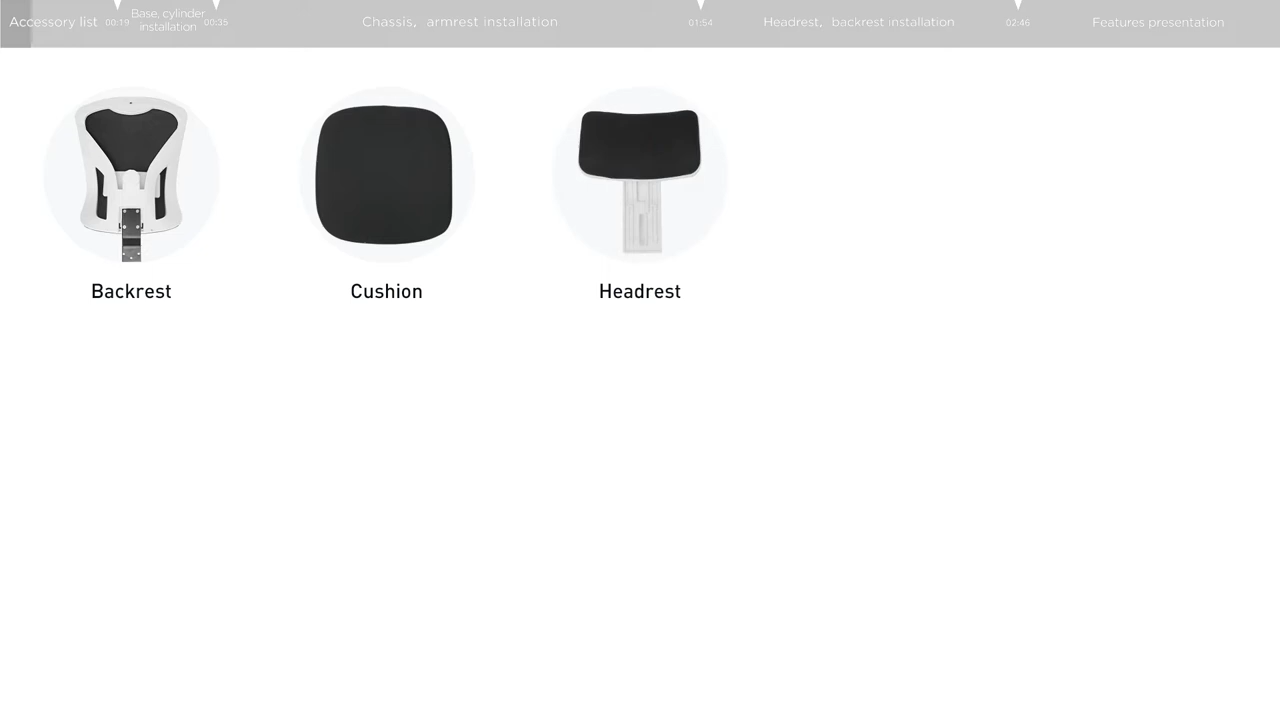 Accessory list
00:19
Base, cylinder
installation
00:35
Chassis, armrest installation
01:54
Headrest, backrest installation
02:46
Features presentation
Backrest
Cushion
Headrest